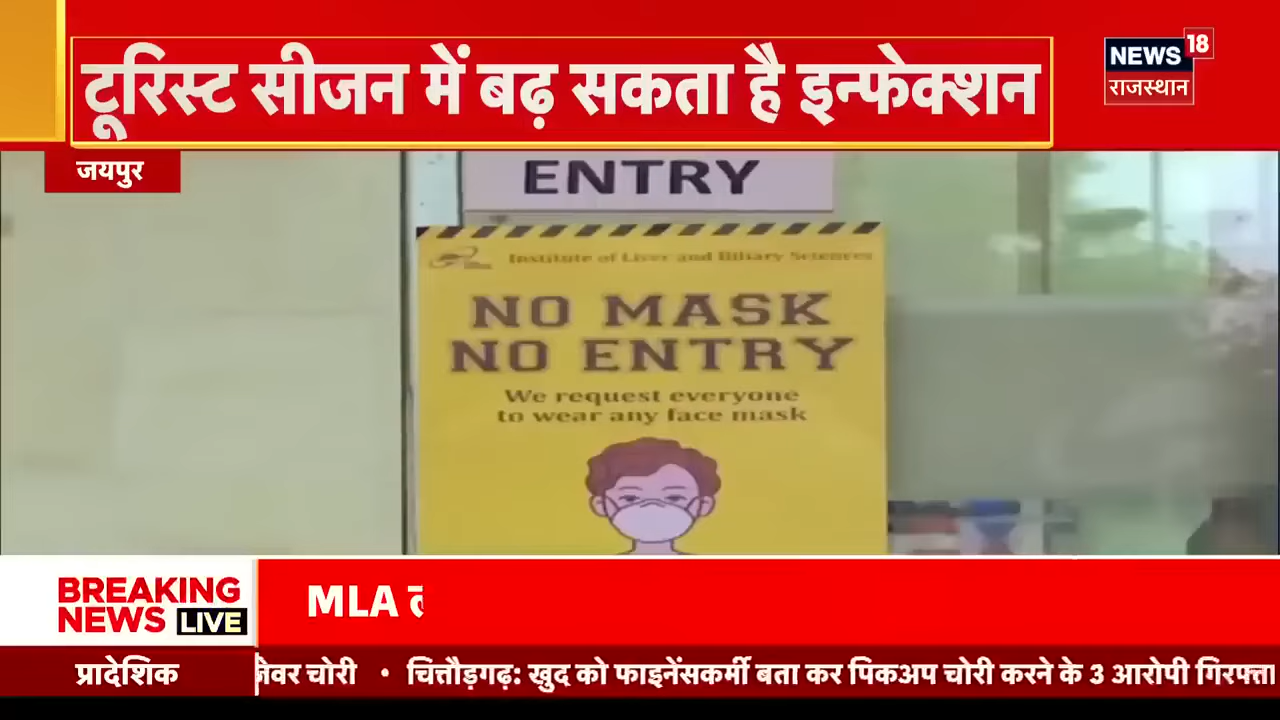 टूरिस्ट सीजन में बढ़ सकता है इन्फेक्शन
NEWS 18
राजस्थान
जयपुर
ENTRY
Institute of Liver and Biliary Sciences
NO MASK
NO ENTRY
We request everyone
to wear any face mask
BREAKING
NEWS LIVE
MLA
प्रादेशिक
जेवर चोरी • चित्तौड़गढ़: खुद को फाइनेंसकर्मी बता कर पिकअप चोरी करने के 3 आरोपी गिरफ्ता